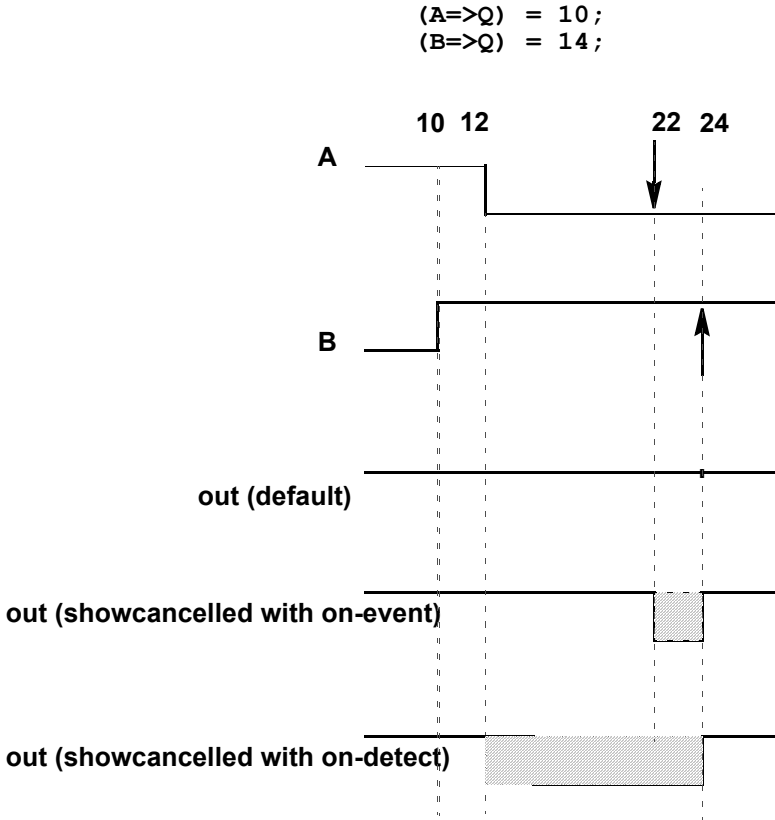 (A=>Q) = 10;
(B=>Q) = 14;
10 12 22 24
A
B
out (default)
out (showcancelled with on-event)
out (showcancelled with on-detect)